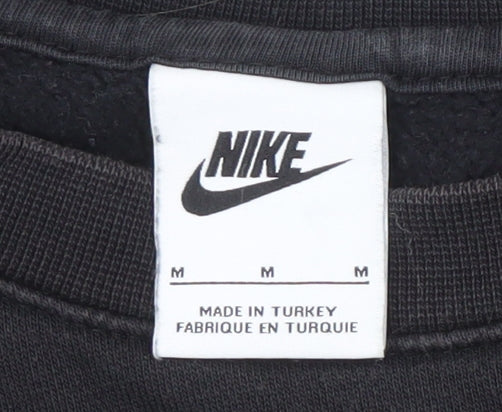 NIKE
M M M
MADE IN TURKEY
FABRIQUE EN TURQUIE